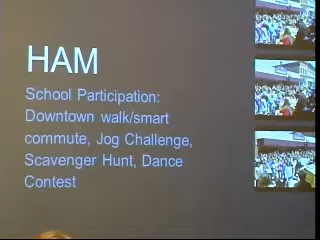 HAM
School Participation:
Downtown walk/smart
commute, Jog Challenge,
Scavenger Hunt, Dance
Contest